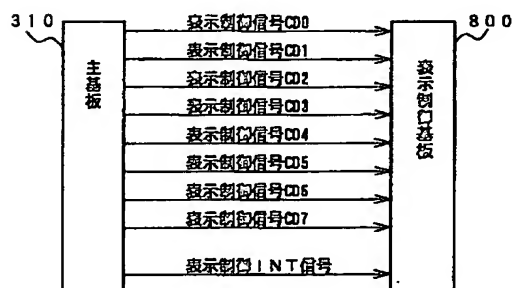 310
800
主基板
表示制御基板
表示制御信号CD0
表示制御信号CD1
表示制御信号CD2
表示制御信号CD3
表示制御信号CD4
表示制御信号CD5
表示制御信号CD6
表示制御信号CD7
表示制御INT信号